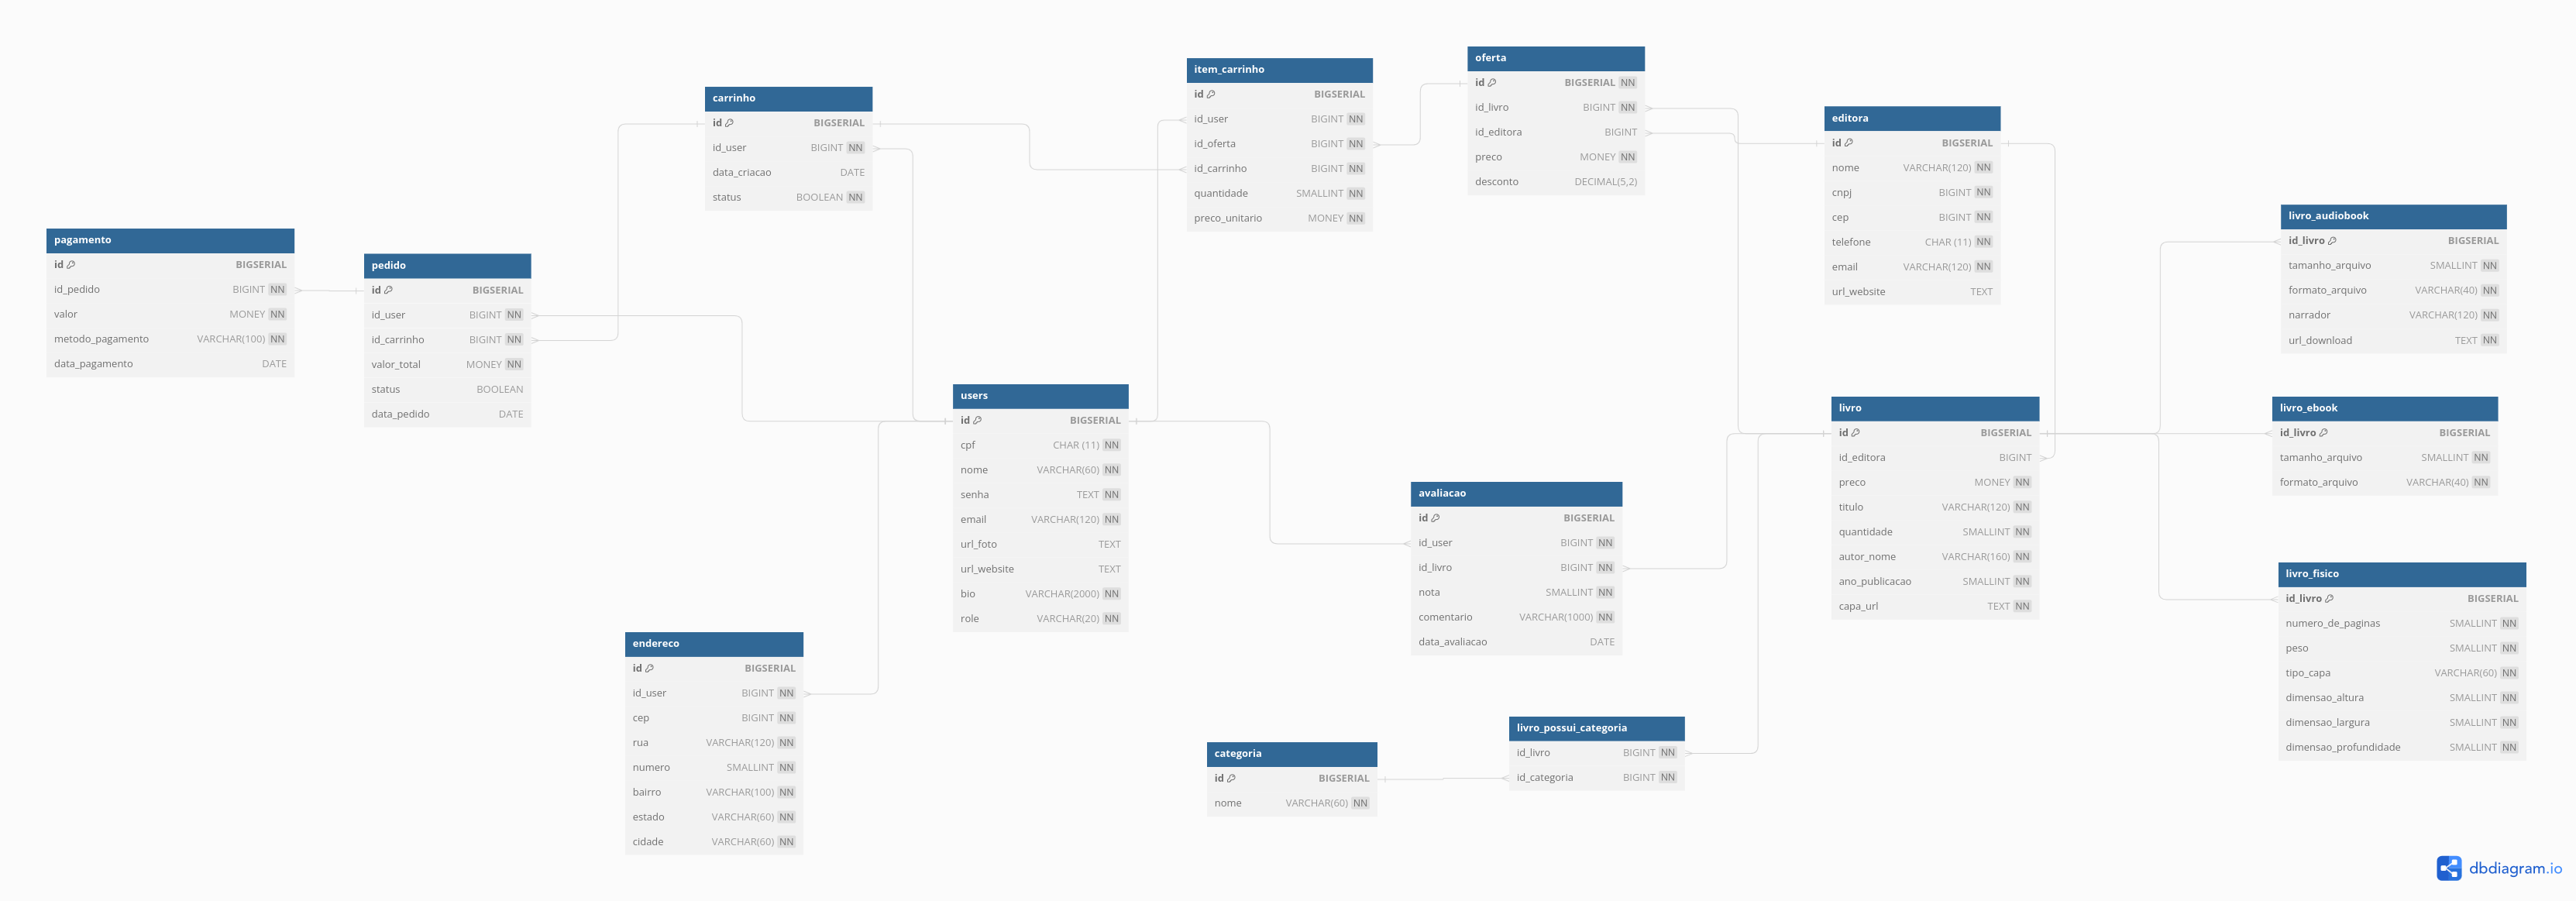 pagamento
id BIGSERIAL
id_pedido BIGINT NN
valor MONEY NN
metodo_pagamento VARCHAR(100) NN
data_pagamento DATE
pedido
id BIGSERIAL
id_user BIGINT NN
id_carrinho BIGINT NN
valor_total MONEY NN
status BOOLEAN
data_pedido DATE
carrinho
id BIGSERIAL
id_user BIGINT NN
data_criacao DATE
status BOOLEAN NN
endereco
id BIGSERIAL
id_user BIGINT NN
cep BIGINT NN
rua VARCHAR(120) NN
numero SMALLINT NN
bairro VARCHAR(100) NN
estado VARCHAR(60) NN
cidade VARCHAR(60) NN
users
id BIGSERIAL
cpf CHAR (11) NN
nome VARCHAR(60) NN
senha TEXT NN
email VARCHAR(120) NN
url_foto TEXT
url_website TEXT
bio VARCHAR(2000) NN
role VARCHAR(20) NN
item_carrinho
id BIGSERIAL
id_user BIGINT NN
id_oferta BIGINT NN
id_carrinho BIGINT NN
quantidade SMALLINT NN
preco_unitario MONEY NN
oferta
id BIGSERIAL NN
id_livro BIGINT NN
id_editora BIGINT
preco MONEY NN
desconto DECIMAL(5,2)
avaliacao
id BIGSERIAL
id_user BIGINT NN
id_livro BIGINT NN
nota SMALLINT NN
comentario VARCHAR(1000) NN
data_avaliacao DATE
categoria
id BIGSERIAL
nome VARCHAR(60) NN
livro_possui_categoria
id_livro BIGINT NN
id_categoria BIGINT NN
editora
id BIGSERIAL
nome VARCHAR(120) NN
cnpj BIGINT NN
cep BIGINT NN
telefone CHAR (11) NN
email VARCHAR(120) NN
url_website TEXT
livro
id BIGSERIAL
id_editora BIGINT
preco MONEY NN
titulo VARCHAR(120) NN
quantidade SMALLINT NN
autor_nome VARCHAR(160) NN
ano_publicacao SMALLINT NN
capa_url TEXT NN
livro_audiobook
id_livro BIGSERIAL
tamanho_arquivo SMALLINT NN
formato_arquivo VARCHAR(40) NN
narrador VARCHAR(120) NN
url_download TEXT NN
livro_ebook
id_livro BIGSERIAL
tamanho_arquivo SMALLINT NN
formato_arquivo VARCHAR(40) NN
livro_fisico
id_livro BIGSERIAL
numero_de_paginas SMALLINT NN
peso SMALLINT NN
tipo_capa VARCHAR(60) NN
dimensao_altura SMALLINT NN
dimensao_largura SMALLINT NN
dimensao_profundidade SMALLINT NN
dbdiagram.io